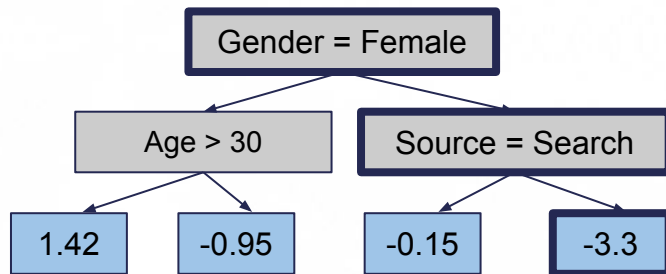 Gender = Female
Age > 30
Source = Search
1.42
-0.95
-0.15
-3.3